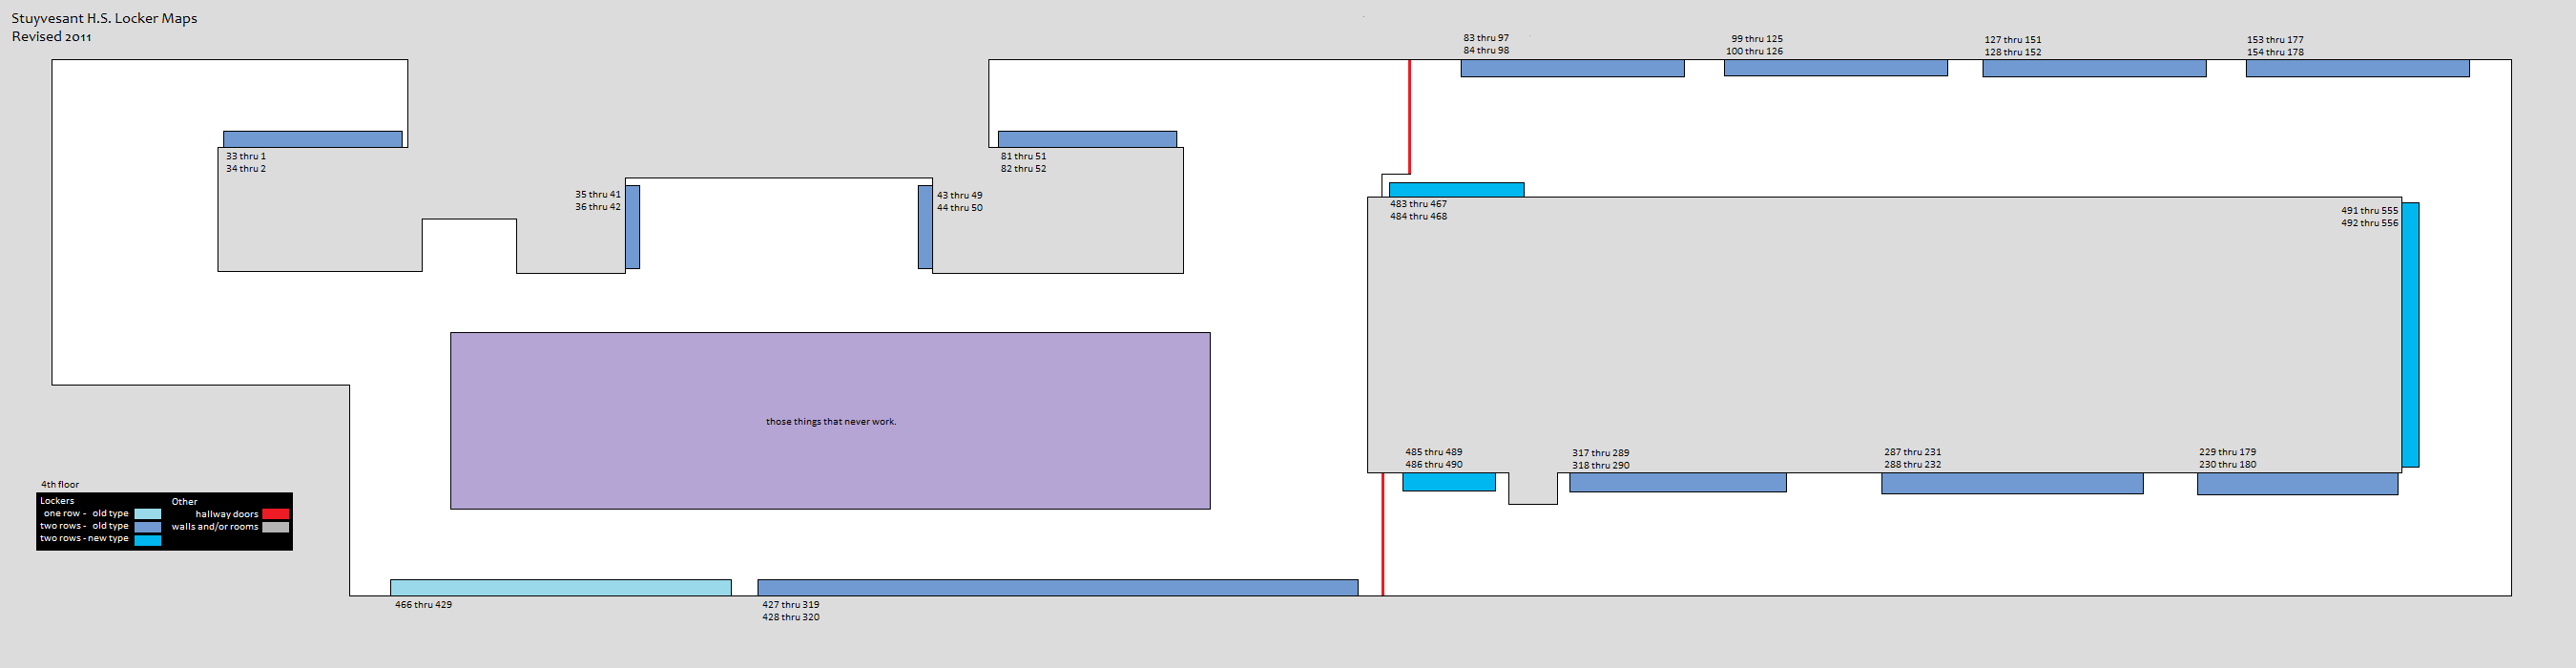 Stuyvesant H.S. Locker Maps
Revised 2011
83 thru 97
84 thru 98
99 thru 125
100 thru 126
127 thru 151
128 thru 152
153 thru 177
154 thru 178
33 thru 1
34 thru 2
81 thru 51
82 thru 52
35 thru 41
36 thru 42
43 thru 49
44 thru 50
483 thru 467
484 thru 468
491 thru 555
492 thru 556
those things that never work.
485 thru 489
486 thru 490
317 thru 289
318 thru 290
287 thru 231
288 thru 232
229 thru 179
230 thru 180
4th floor
Lockers
one row - old type
two rows - old type
two rows - new type
Other
hallway doors
walls and/or rooms
466 thru 429
427 thru 319
428 thru 320